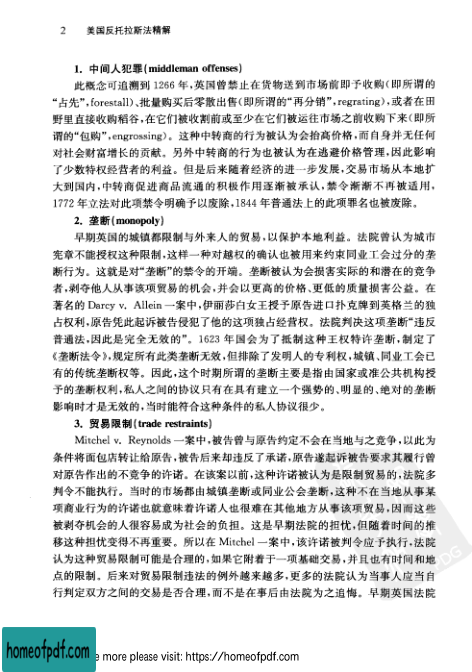 2 美国反托拉斯法精解
1. 中间人犯罪(middleman offenses)
此概念可追溯到 1266 年,英国曾禁止在货物送到市场前即予收购(即所谓的
“占先”,forestall)、批量购买后零散出售(即所谓的“再分销”,regrating),或者在田
野里直接收购稻谷,在它们被收割前或至少在它们被运往市场之前收购下来(即所
谓的“包购”,engrossing)。这种中转商的行为被认为会抬高价格,而自身并无任何
对社会财富增长的贡献。另外中转商的行为也被认为在逃避价格管理,因此影响
了少数特权经营者的利益。但是后来随着经济的进一步发展,交易市场从本地扩
大到国内,中转商促进商品流通的积极作用逐渐被承认,禁令渐渐不再被适用,
1772 年立法对此项禁令明确予以废除,1844 年普通法上的此项罪名也被废除。
2. 垄断(monopoly)
早期英国的城镇都限制与外来人的贸易,以保护本地利益。法院曾认为城市
宪章不能授权这种限制,这样一种对越权的确认也被用来约束同业工会过分的垄
断行为。这就是对“垄断”的禁令的开端。垄断被认为会损害实际的和潜在的竞争
者,剥夺他人从事该项贸易的机会,并会以更高的价格、更低的质量损害公益。在
著名的 Darcy v. Allein 一案中,伊丽莎白女王授予原告进口扑克牌到英格兰的独
占权利,原告凭此起诉被告侵犯了他的这项独占经营权。法院判决这项垄断“违反
普通法,因此是完全无效的”。1623 年国会为了抵制这种王权特许垄断,制定了
《垄断法令》,规定所有此类垄断无效,但排除了发明人的专利权,城镇、同业工会已
有的传统垄断权等。因此,这个时期所谓的垄断主要是指由国家或准公共机构授
予的垄断权利,私人之间的协议只有在具有建立一个强势的、明显的、绝对的垄断
影响时才是无效的,当时能符合这种条件的私人协议很少。
3. 贸易限制(trade restraints)
Mitchel v. Reynolds 一案中,被告曾与原告约定不会在当地与之竞争,以此为
条件将面包店转让给原告,被告后来却违反了承诺,原告遂起诉被告要求其履行曾
对原告作出的不竞争的许诺。在该案以前,这种许诺被认为是限制贸易的,法院多
判令不能执行。当时的市场都由城镇垄断或同业公会垄断,这种不在当地从事某
项商业行为的许诺也就意味着许诺人也很难在其他地方从事该项贸易,因而这些
被剥夺机会的人很容易成为社会的负担。这是早期法院的担忧,但随着时间的推
移这种担忧变得不再重要。所以在 Mitchel 一案中,该许诺被判令应予执行,法院
认为这种贸易限制可能是合理的,如果它附着于一项基础交易,并且也有时间和地
点的限制。后来对贸易限制违法的例外越来越多,更多的法院认为当事人应当自
行判定双方之间的交易是否合理,而不是在事后由法院为之追悔。早期英国法院
homeofpdf.com
e more please visit: https://homeofpdf.com